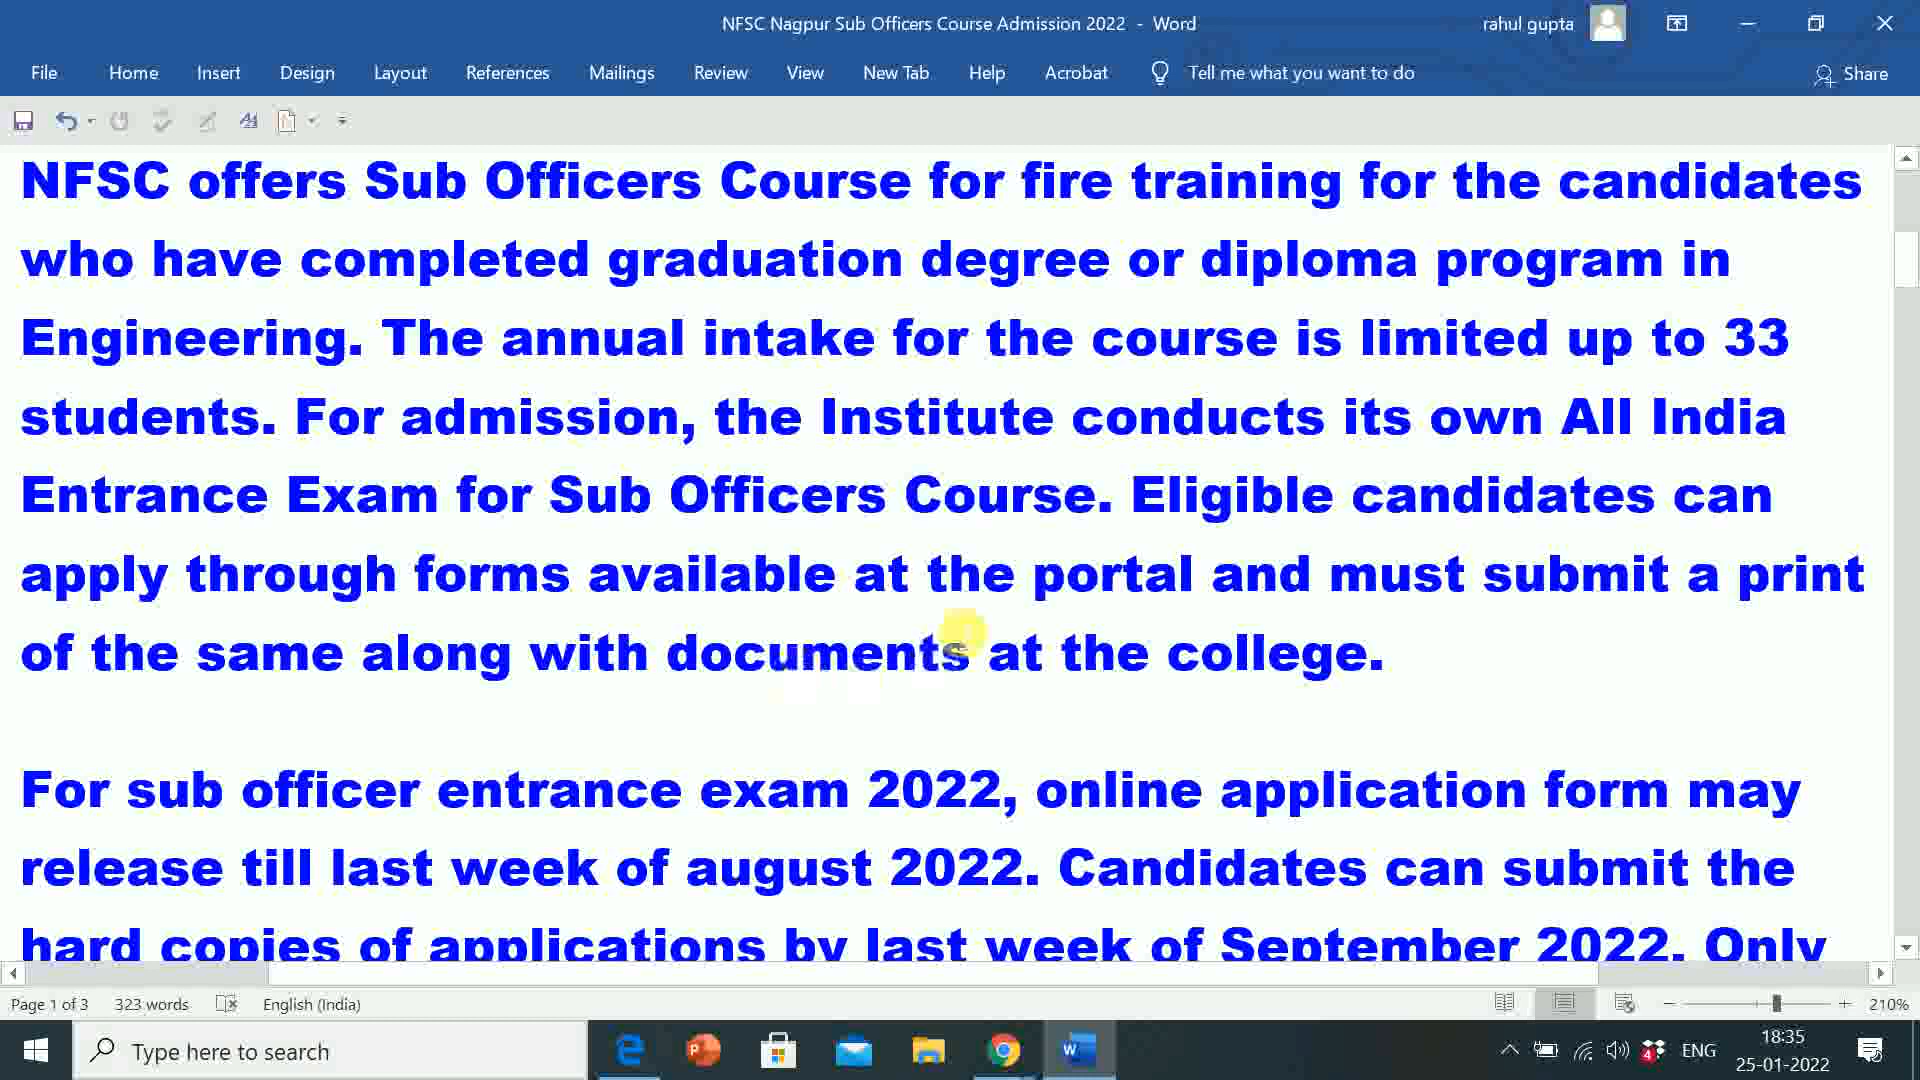 NFSC Nagpur Sub Officers Course Admission 2022 - Word
rahul gupta
File Home Insert Design Layout References Mailings Review View New Tab Help Acrobat Tell me what you want to do Share
NFSC offers Sub Officers Course for fire training for the candidates
who have completed graduation degree or diploma program in
Engineering. The annual intake for the course is limited up to 33
students. For admission, the Institute conducts its own All India
Entrance Exam for Sub Officers Course. Eligible candidates can
apply through forms available at the portal and must submit a print
of the same along with documents at the college.
For sub officer entrance exam 2022, online application form may
release till last week of august 2022. Candidates can submit the
hard copies of applications by last week of September 2022. Only
Page 1 of 3 323 words English (India) 210%
Type here to search
4
ENG
18:35
25-01-2022